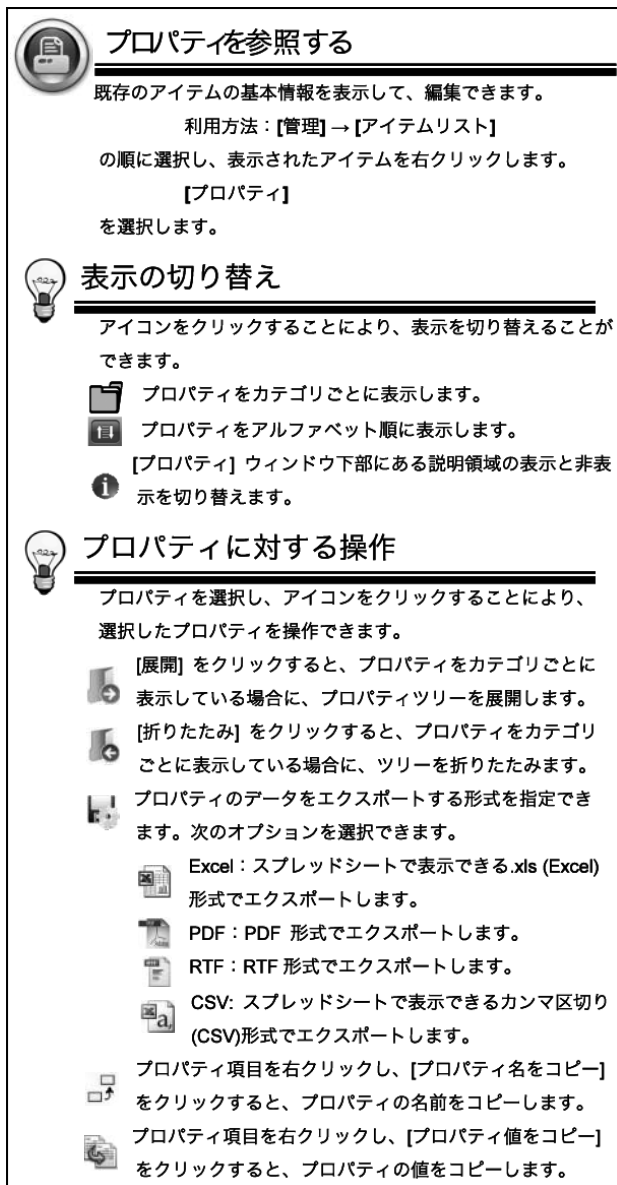 プロパティを参照する
既存のアイテムの基本情報を表示して、編集できます。
利用方法：[管理] → [アイテムリスト]
の順に選択し、表示されたアイテムを右クリックします。
[プロパティ]
を選択します。
表示の切り替え
アイコンをクリックすることにより、表示を切り替えることが
できます。
プロパティをカテゴリごとに表示します。
プロパティをアルファベット順に表示します。
[プロパティ] ウィンドウ下部にある説明領域の表示と非表
示を切り替えます。
プロパティに対する操作
プロパティを選択し、アイコンをクリックすることにより、
選択したプロパティを操作できます。
[展開] をクリックすると、プロパティをカテゴリごとに
表示している場合に、プロパティツリーを展開します。
[折りたたみ] をクリックすると、プロパティをカテゴリ
ごとに表示している場合に、ツリーを折りたたみます。
プロパティのデータをエクスポートする形式を指定でき
ます。次のオプションを選択できます。
Excel：スプレッドシートで表示できる.xls (Excel)
形式でエクスポートします。
PDF：PDF 形式でエクスポートします。
RTF：RTF 形式でエクスポートします。
CSV: スプレッドシートで表示できるカンマ区切り
(CSV)形式でエクスポートします。
プロパティ項目を右クリックし、[プロパティ名をコピー]
をクリックすると、プロパティの名前をコピーします。
プロパティ項目を右クリックし、[プロパティ値をコピー]
をクリックすると、プロパティの値をコピーします。